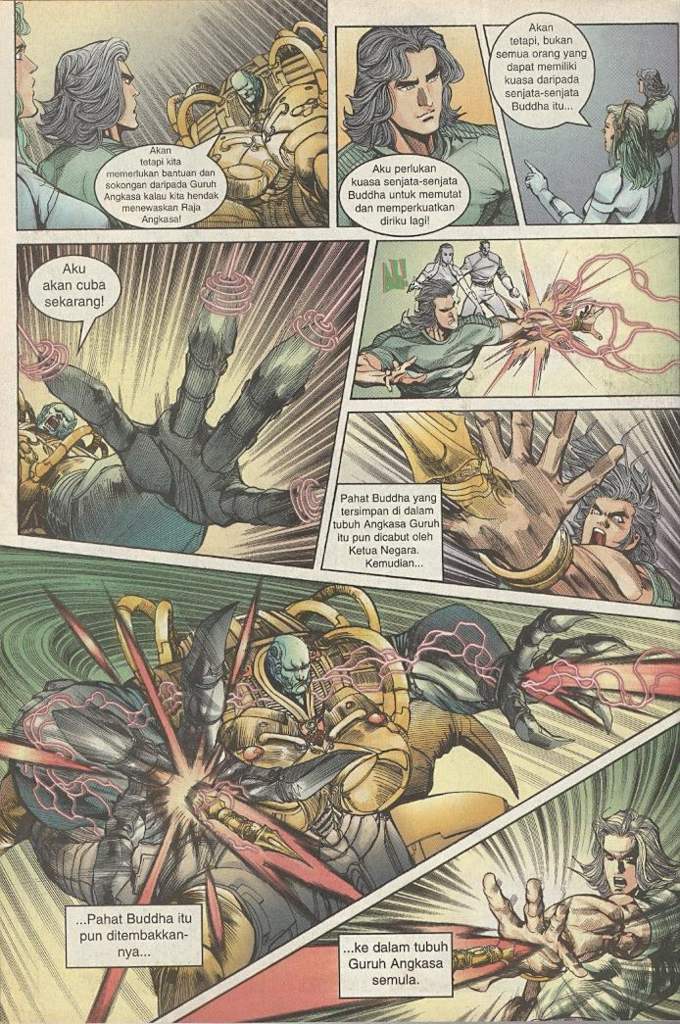 Akan
tetapi kita
memerlukan bantuan dan
sokongan daripada Guruh
Angkasa kalau kita hendak
menewaskan Raja
Angkasa!
Aku perlukan
kuasa senjata-senjata
Buddha untuk memutat
dan memperkuatkan
diriku lagi!
Akan
tetapi, bukan
semua orang yang
dapat memiliki
kuasa daripada
senjata-senjata
Buddha itu...
Aku
akan cuba
sekarang!
Pahat Buddha yang
tersimpan di dalam
tubuh Angkasa Guruh
itu pun dicabut oleh
Ketua Negara.
Kemudian...
...Pahat Buddha itu
pun ditembakkan-
nya...
...ke dalam tubuh
Guruh Angkasa
semula.